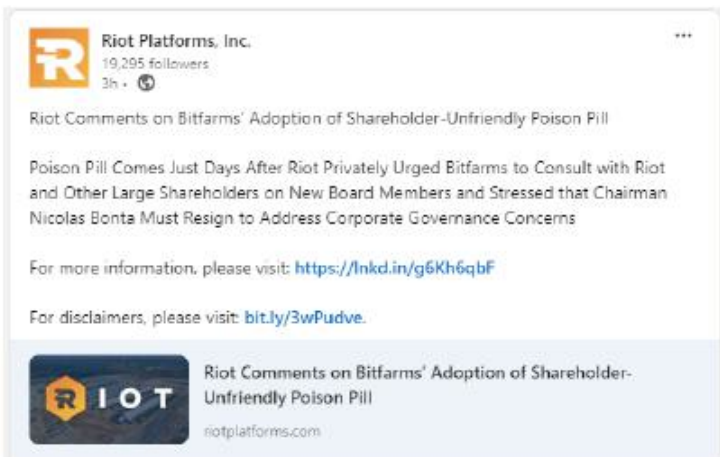 Riot Platforms, Inc.
19,295 followers
3h •
Riot Comments on Bitfarms' Adoption of Shareholder-Unfriendly Poison Pill
Poison Pill Comes Just Days After Riot Privately Urged Bitfarms to Consult with Riot
and Other Large Shareholders on New Board Members and Stressed that Chairman
Nicolas Bonta Must Resign to Address Corporate Governance Concerns
For more information, please visit: https://lnkd.in/g6Kh6qbF
For disclaimers, please visit: bit.ly/3wPudve.
RIOT
Riot Comments on Bitfarms' Adoption of Shareholder-
Unfriendly Poison Pill
riotplatforms.com